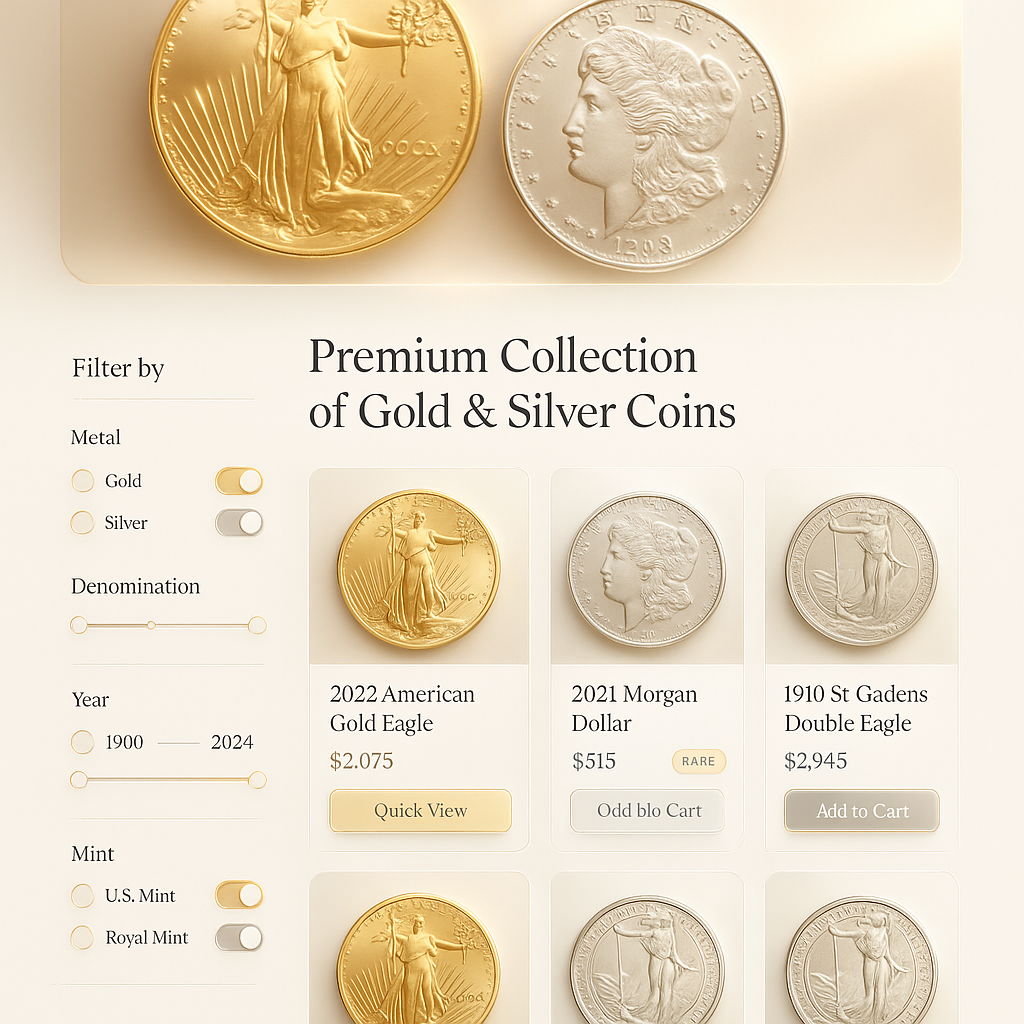 1298
Filter by
Premium Collection
of Gold & Silver Coins
Metal
Gold
Silver
Denomination
Year
1900 — 2024
Mint
U.S. Mint
Royal Mint
2022 American
Gold Eagle
$2.075
Quick View
2021 Morgan
Dollar
$515
RARE
Odd blo Cart
1910 St Gadens
Double Eagle
$2,945
Add to Cart